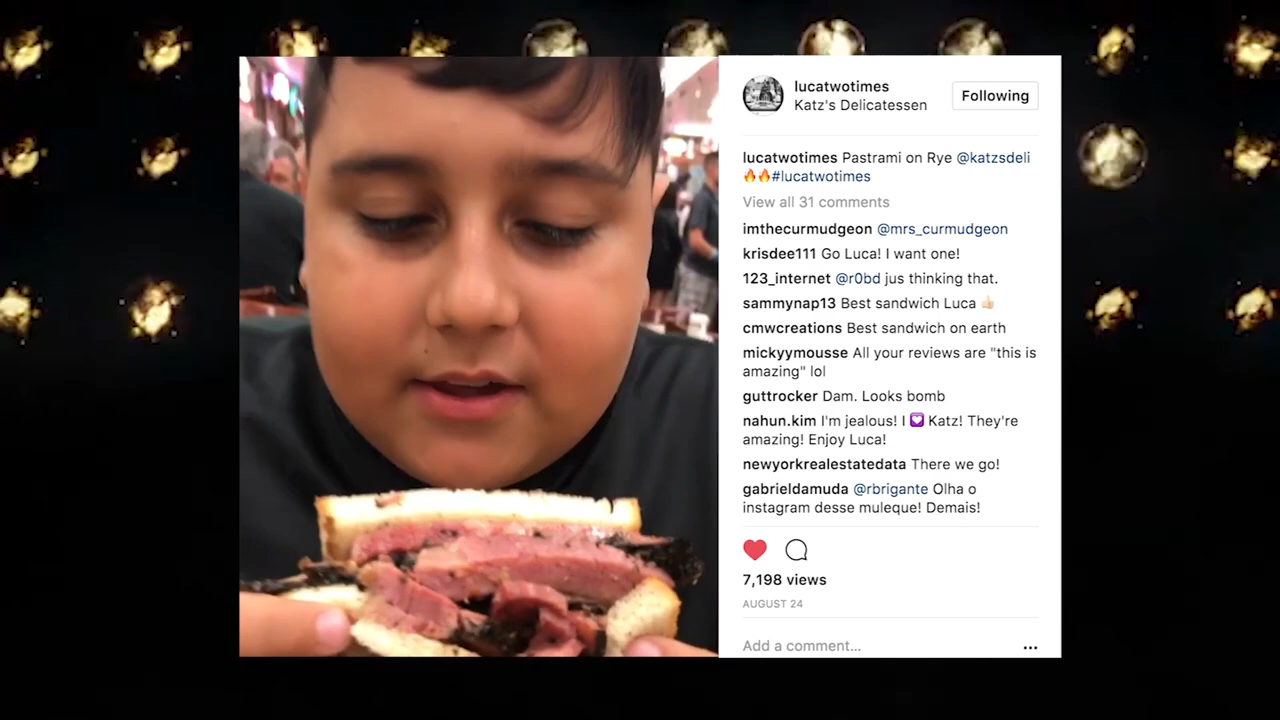 lucatwotimes
Katz's Delicatessen
Following
lucatwotimes Pastrami on Rye @katzsdeli
🔥🔥#lucatwotimes
View all 31 comments
imthecurmudgeon @mrs_curmudgeon
krisdee111 Go Luca! I want one!
123_internet @r0bd jus thinking that.
sammynap13 Best sandwich Luca 👍🏻
cmwcreations Best sandwich on earth
mickyymousse All your reviews are "this is
amazing" lol
guttrocker Dam. Looks bomb
nahun.kim I'm jealous! I 💟 Katz! They're
amazing! Enjoy Luca!
newyorkrealestatedata There we go!
gabrieldamuda @rbrigante Olha o
instagram desse muleque! Demais!
7,198 views
AUGUST 24
Add a comment...